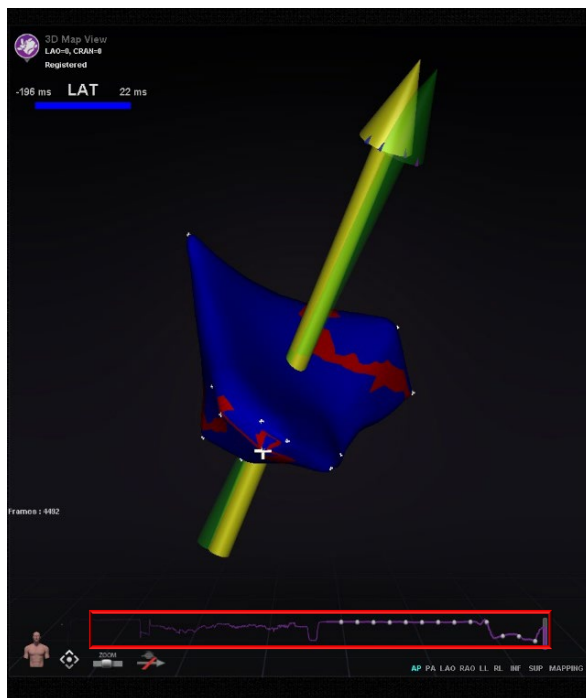 3D Map View
LAO=0, CRAN=0
Registered
-196 ms LAT 22 ms
Frames : 4492
ZOOM
AP PA LAO RAO LL RL INF SUP MAPPING